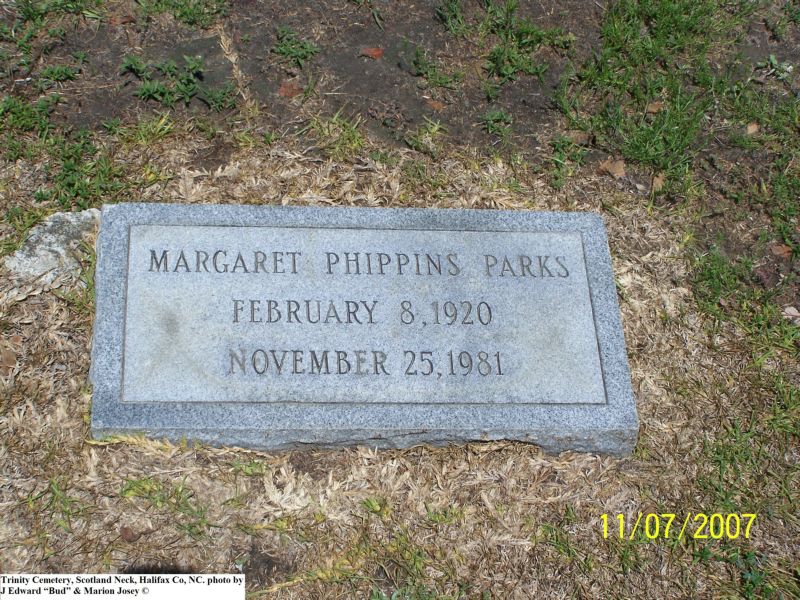 MARGARET PHIPPINS PARKS
FEBRUARY 8, 1920
NOVEMBER 25, 1981
11/07/2007
Trinity Cemetery, Scotland Neck, Halifax Co, NC. photo by
J Edward “Bud” & Marion Josey ©